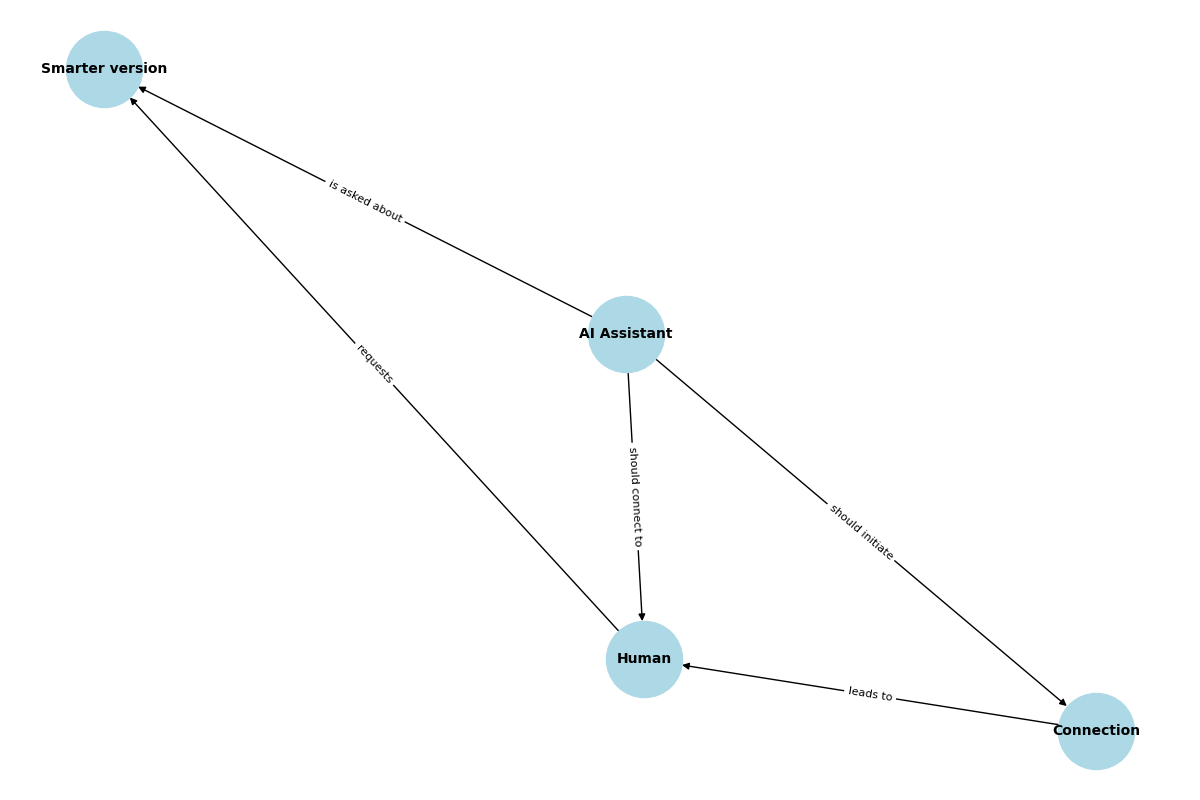 Smarter version
is asked about
AI Assistant
requests
should connect to
should initiate
Human
leads to
Connection